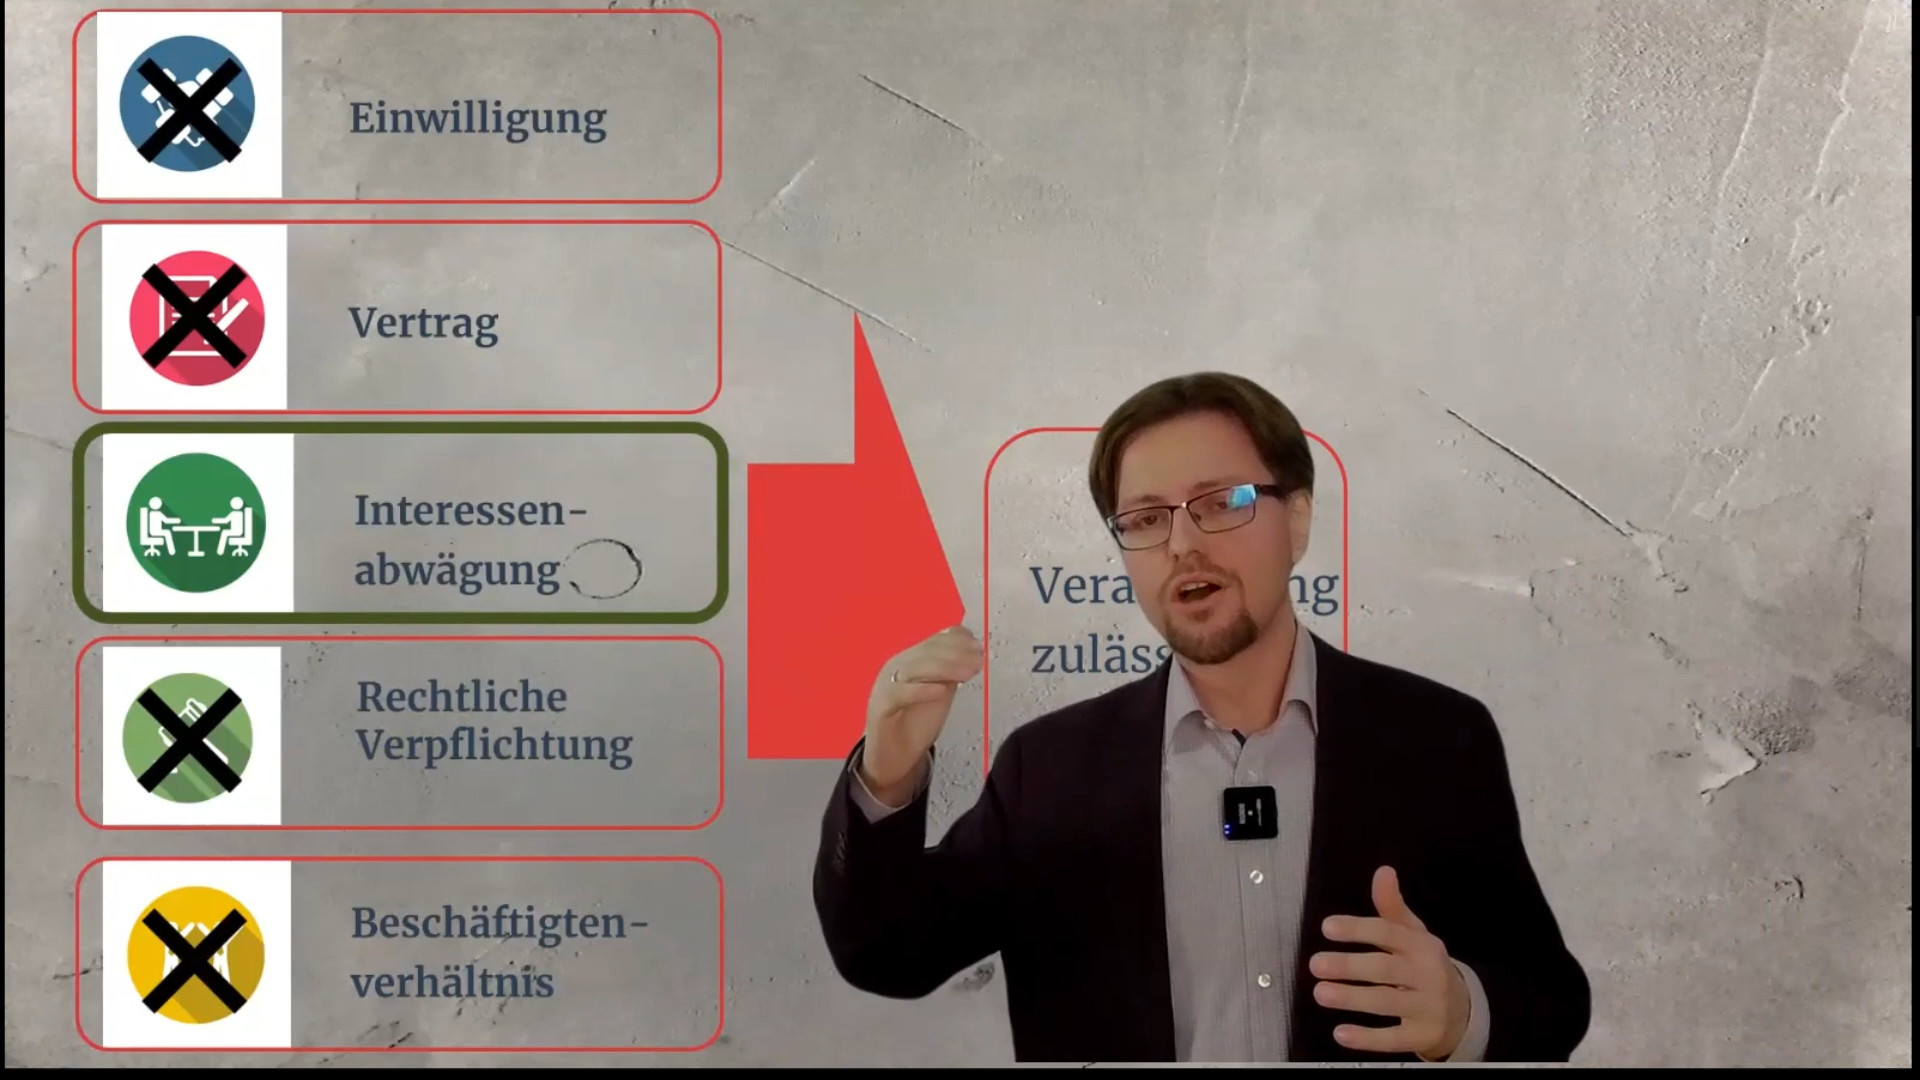 Einwilligung
Vertrag
Interessen-
abwägung
Rechtliche
Verpflichtung
Beschäftigten-
verhältnis